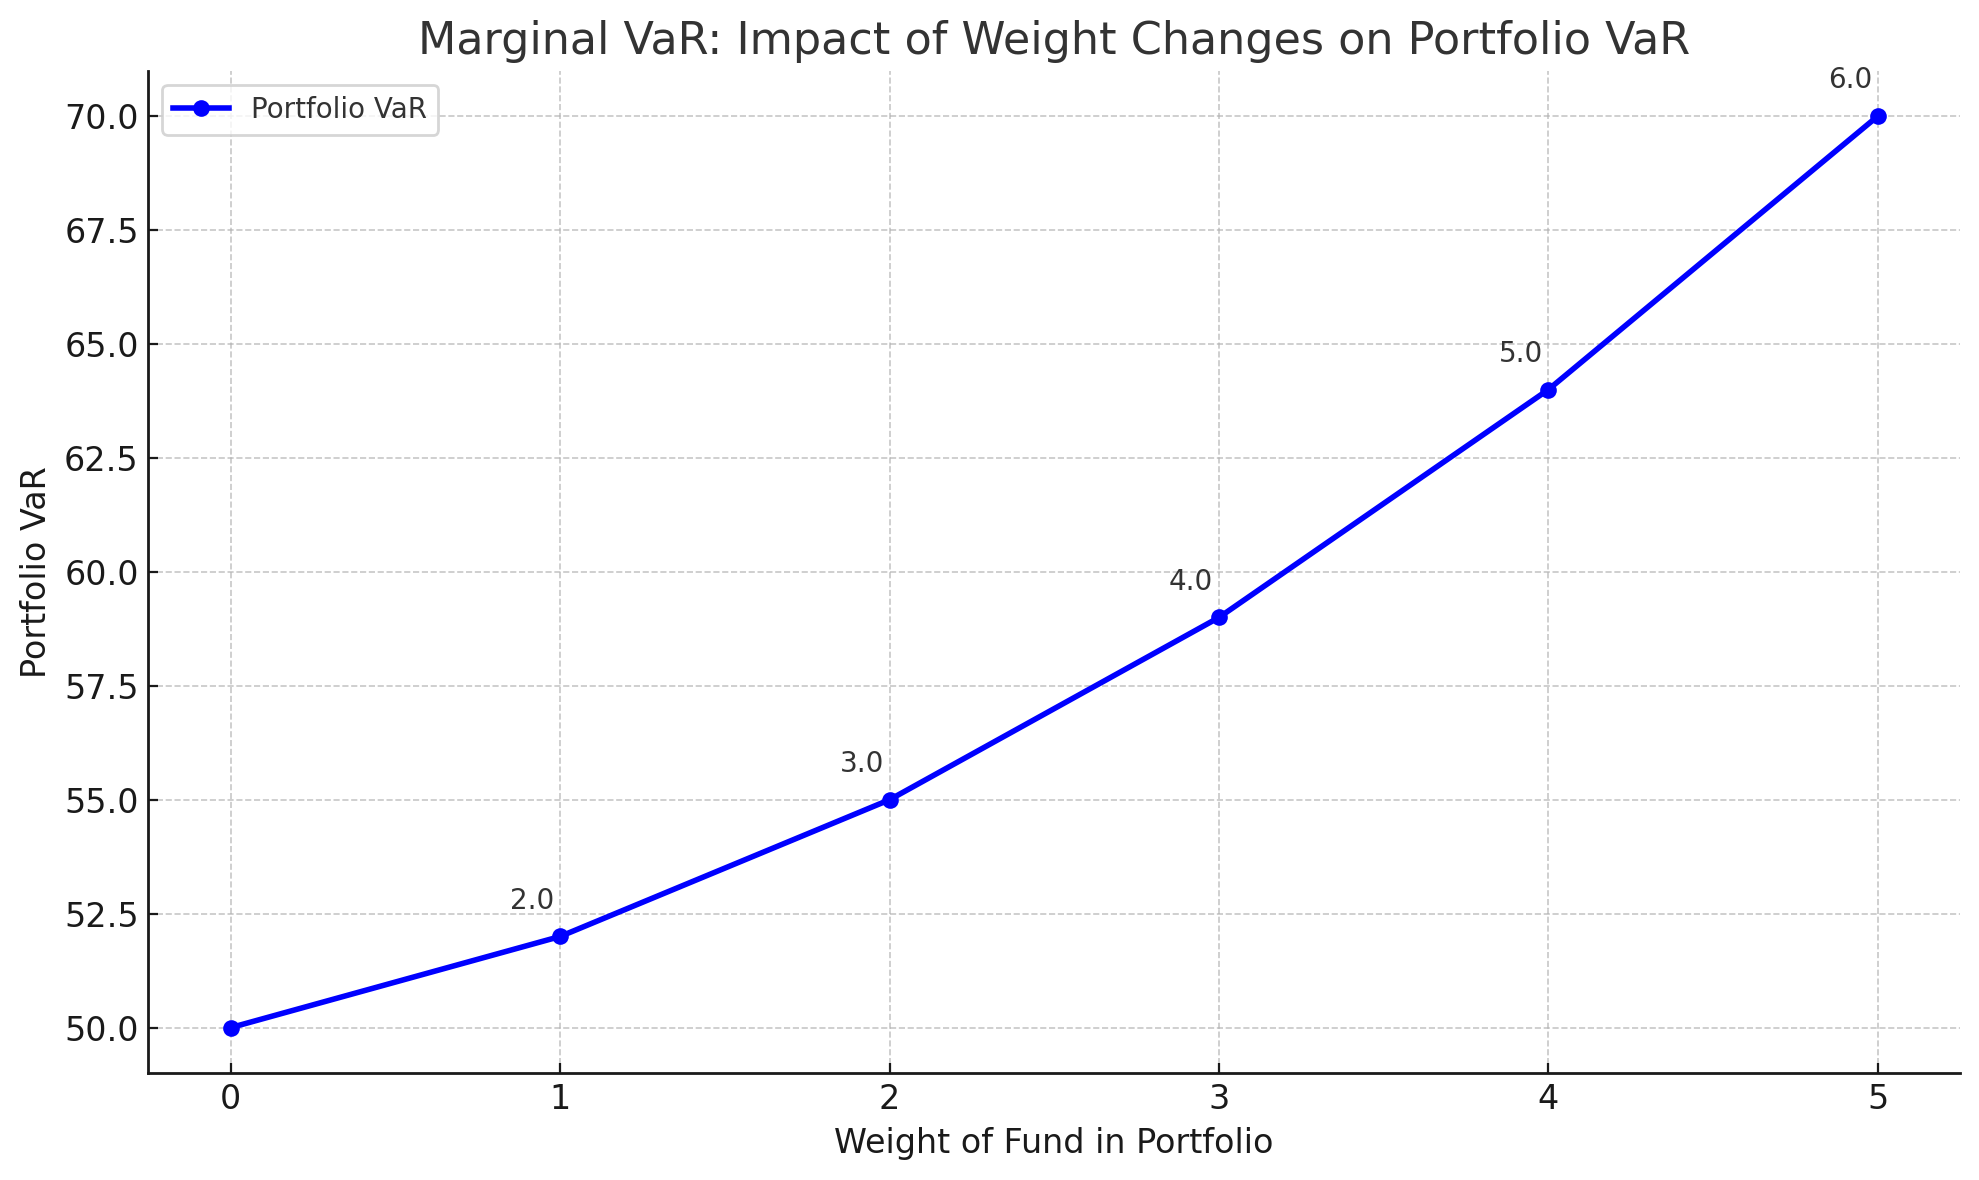 Marginal VaR: Impact of Weight Changes on Portfolio VaR
Portfolio VaR
Portfolio VaR
70.0
67.5
65.0
62.5
60.0
57.5
55.0
52.5
50.0
2.0
3.0
4.0
5.0
6.0
0 1 2 3 4 5
Weight of Fund in Portfolio